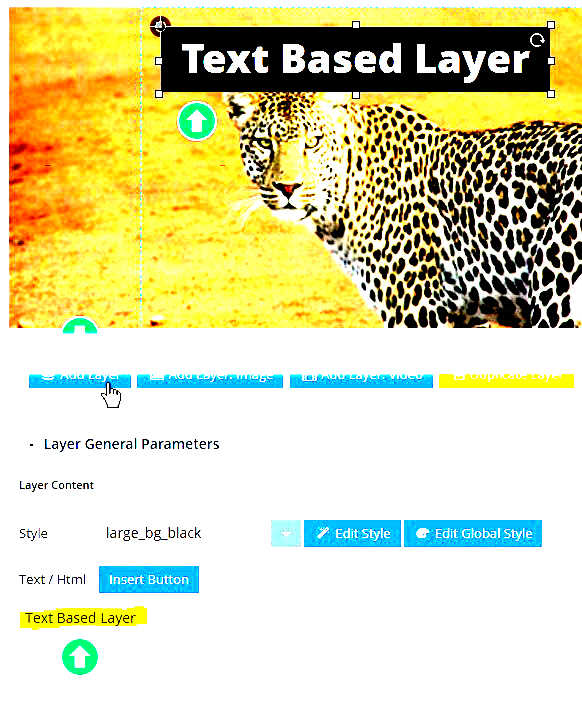 Text Based Layer
Add Layer Add Layer: Image Add Layer: Video Duplicate Layer
- Layer General Parameters
Layer Content
Style large_bg_black Edit Style Edit Global Style
Text / Html Insert Button
Text Based Layer